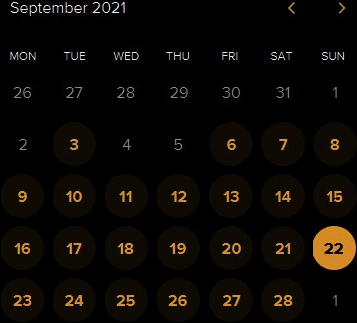 September 2021
MON TUE WED THU FRI SAT SUN
26 27 28 29 30 31 1
2 3 4 5 6 7 8
9 10 11 12 13 14 15
16 17 18 19 20 21 22
23 24 25 26 27 28 1